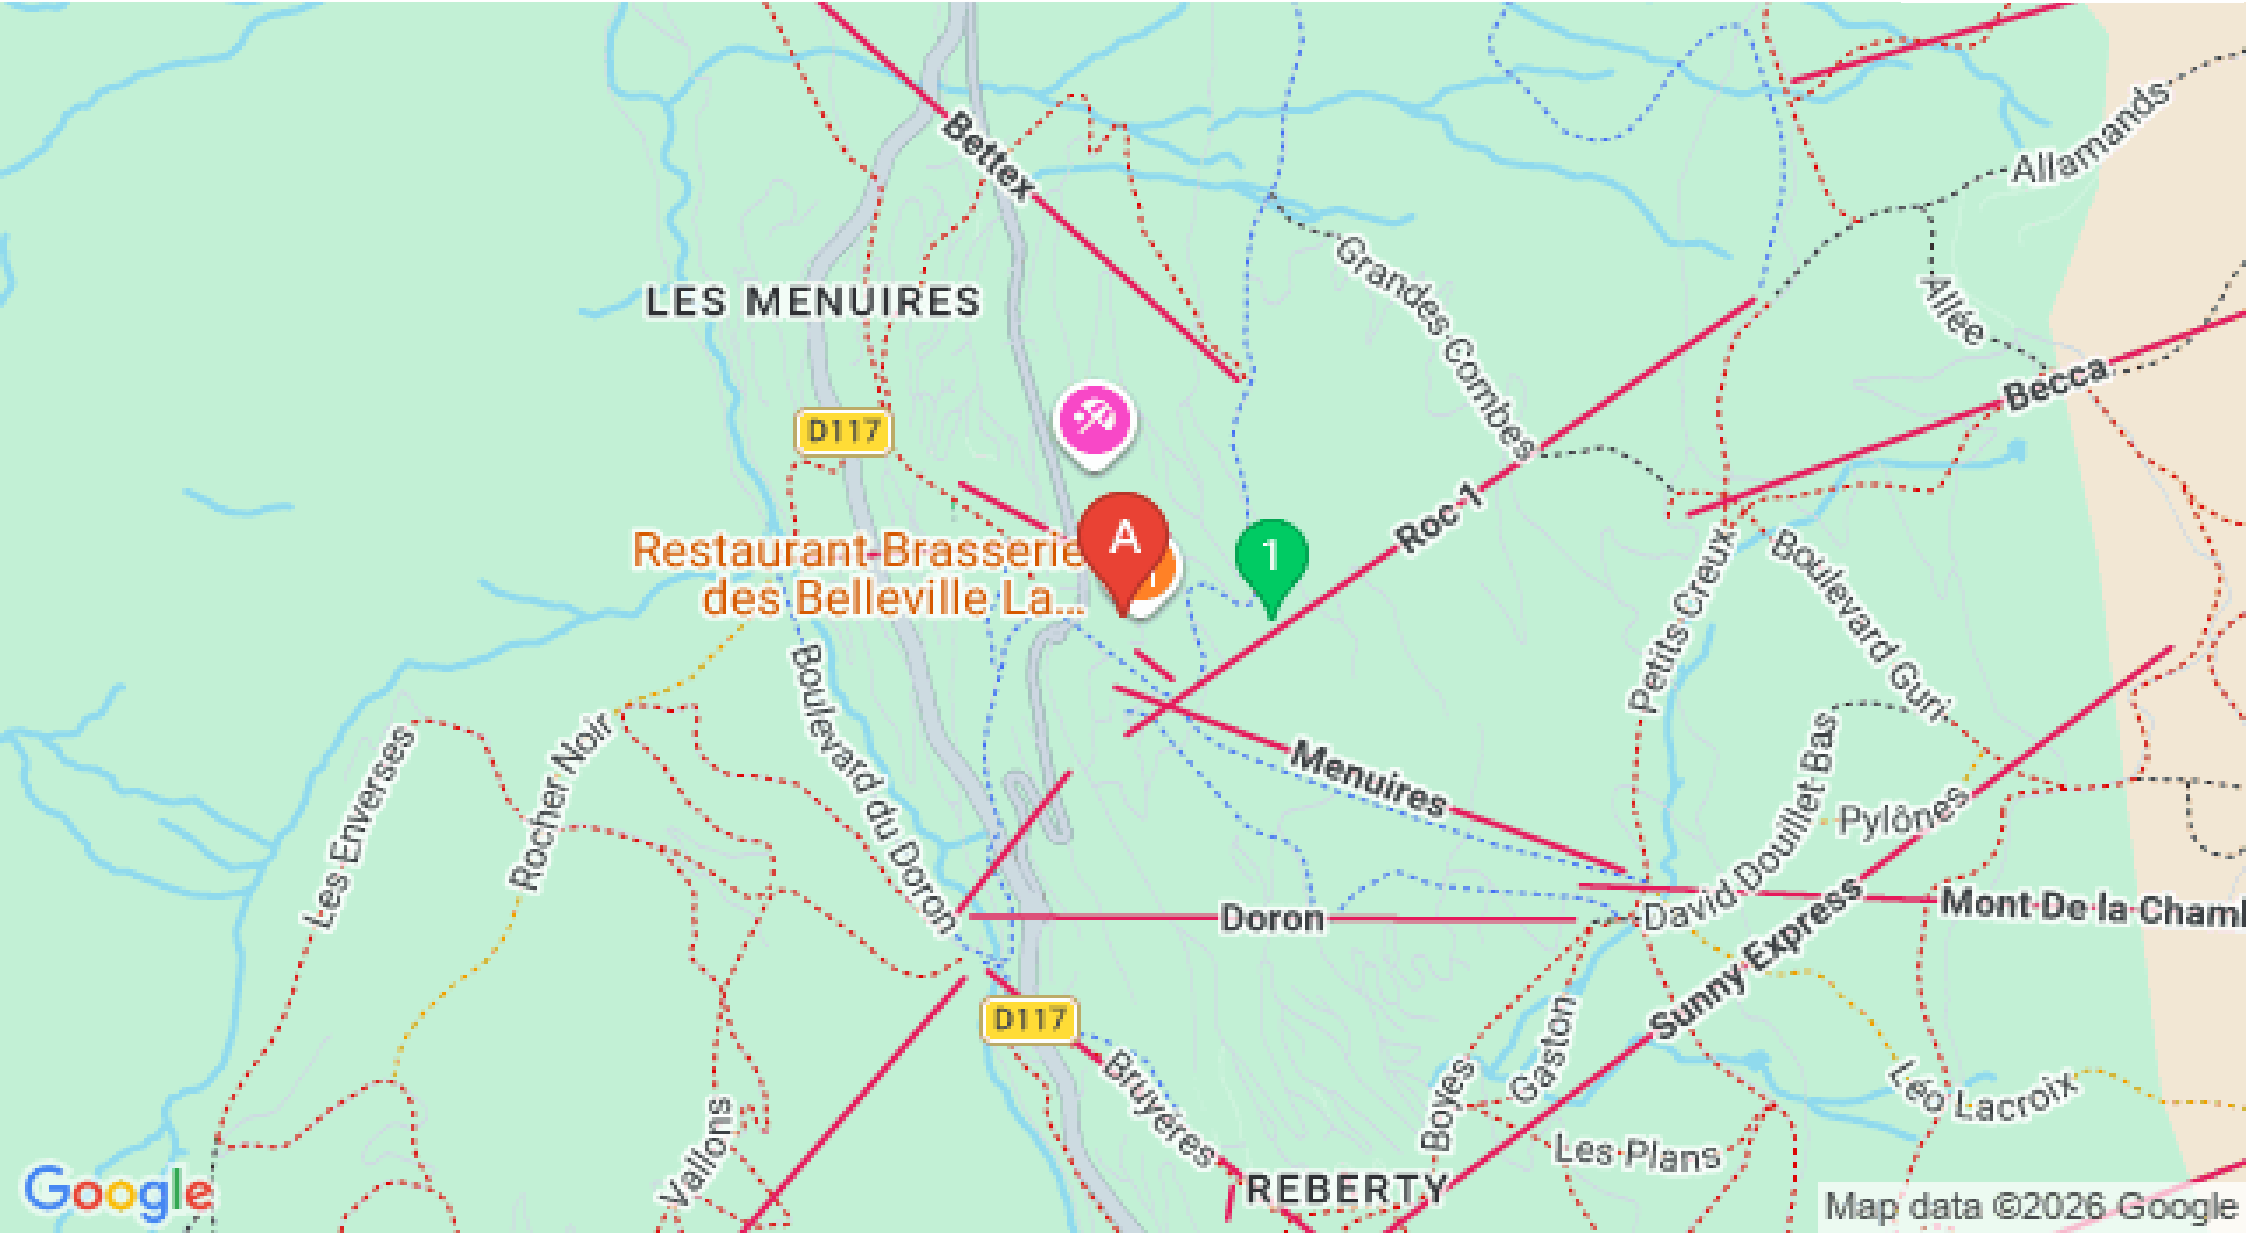 Bettex
Allamands
Grandes Combes
Allée
LES MENUIRES
Becca
D117
Roc 1
A
1
Restaurant Brasserie
des Belleville La...
Petits Creux
Boulevard Guri
Boulevard du Doron
Les Enverses
Rocher Noir
Menuires
David Douillet Bas
Pylônes
Doron
Mont De la Chamb
Sunny Express
D117
Gaston
Bruyères
Boyes
Léo Lacroix
Vallons
Les Plans
REBERTY
Google
Map data ©2026 Google